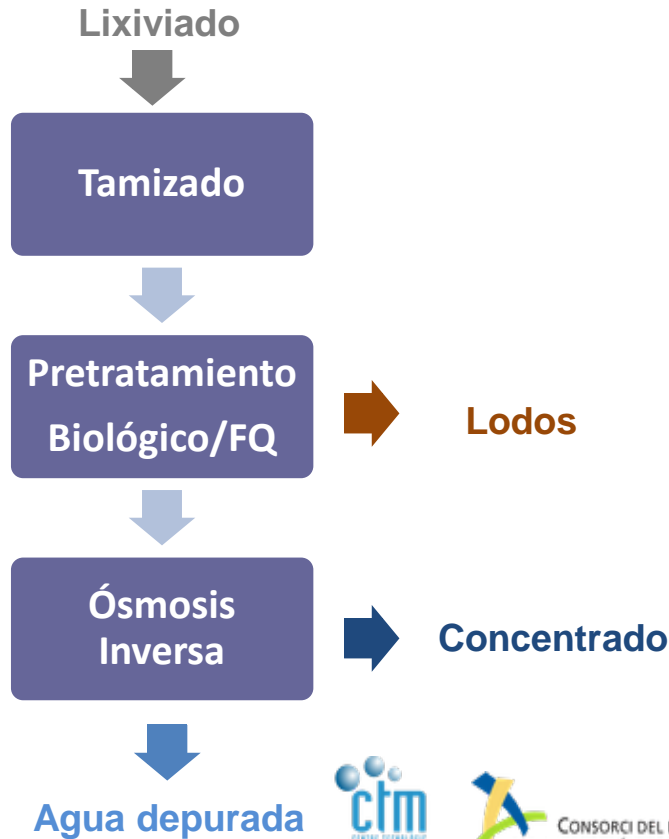 Lixiviado
Tamizado
Pretratamiento
Biológico/FQ
Lodos
Ósmosis
Inversa
Concentrado
Agua depurada
ctm
CONSORCI DEL